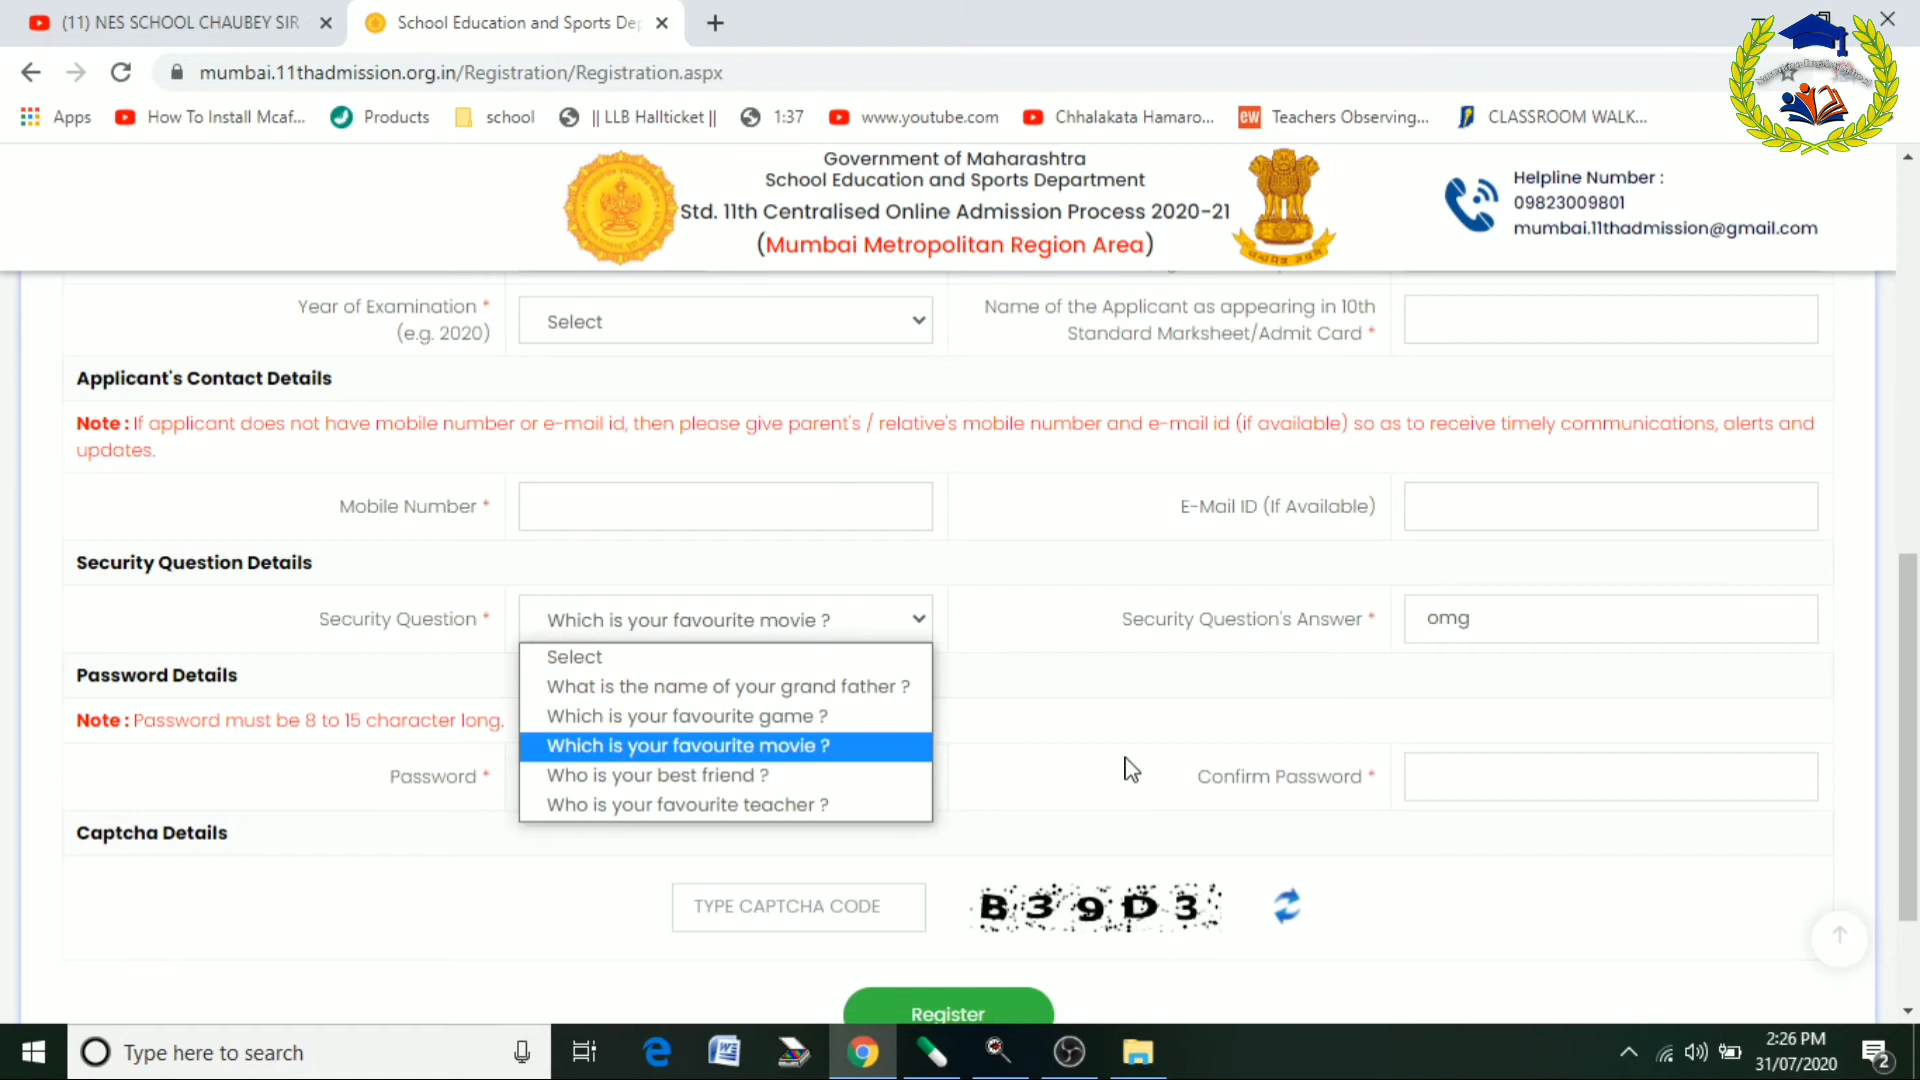 (11) NES SCHOOL CHAUBEY SIR
School Education and Sports De
mumbai.11thadmission.org.in/Registration/Registration.aspx
Apps
How To Install Mcaf...
Products
school
|| LLB Hallticket ||
1:37
www.youtube.com
Chhalakata Hamaro...
ew
Teachers Observing...
CLASSROOM WALK...
Government of Maharashtra
School Education and Sports Department
Std. 11th Centralised Online Admission Process 2020-21
(Mumbai Metropolitan Region Area)
Helpline Number :
09823009801
mumbai.11thadmission@gmail.com
Year of Examination *
(e.g. 2020)
Select
Name of the Applicant as appearing in 10th
Standard Marksheet/Admit Card *
Applicant's Contact Details
Note : If applicant does not have mobile number or e-mail id, then please give parent's / relative's mobile number and e-mail id (if available) so as to receive timely communications, alerts and
updates.
Mobile Number *
E-Mail ID (If Available)
Security Question Details
Security Question *
Which is your favourite movie ?
Security Question's Answer *
omg
Select
What is the name of your grand father ?
Which is your favourite game ?
Which is your favourite movie ?
Who is your best friend ?
Who is your favourite teacher ?
Password Details
Note : Password must be 8 to 15 character long.
Password *
Confirm Password *
Captcha Details
TYPE CAPTCHA CODE
B 3 9 D 3
Register
Type here to search
2:26 PM
31/07/2020
2